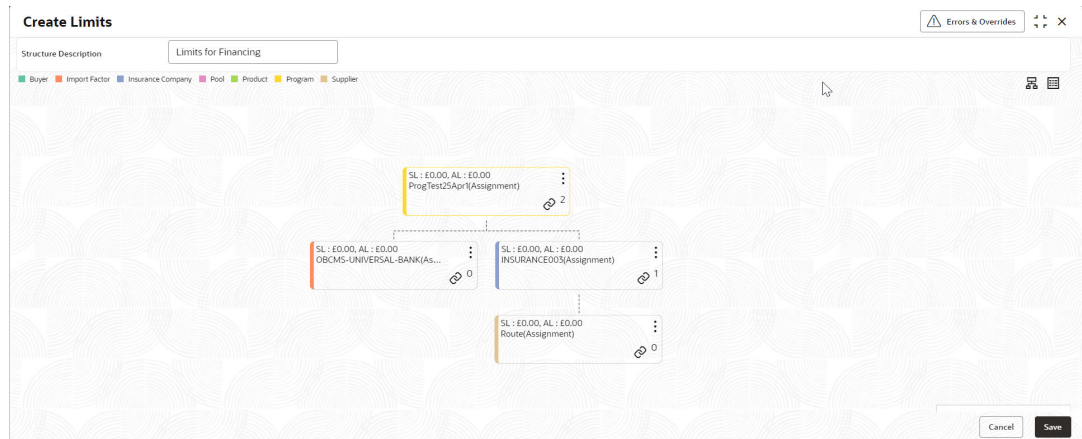 Create Limits
Errors & Overrides
Structure Description
Limits for Financing
Buyer Import Factor Insurance Company Pool Product Program Supplier
SL : £0.00, AL : £0.00
ProgTest25Apr1(Assignment)
2
SL : £0.00, AL : £0.00
OBCMS-UNIVERSAL-BANK(As...
0
SL : £0.00, AL : £0.00
INSURANCE003(Assignment)
1
SL : £0.00, AL : £0.00
Route(Assignment)
0
Cancel
Save